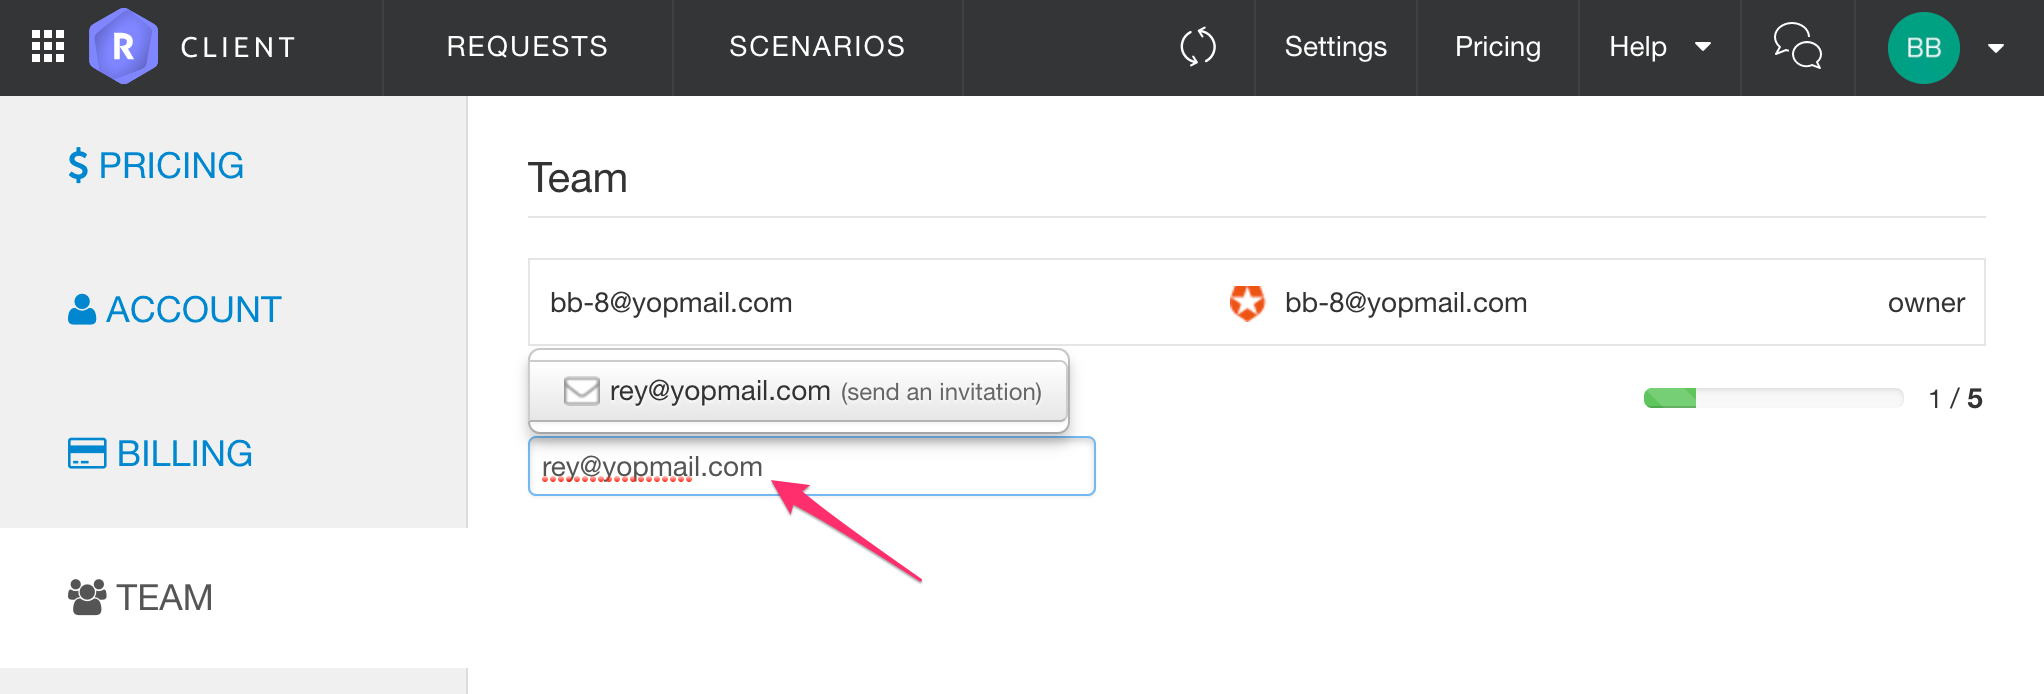 R CLIENT REQUESTS SCENARIOS Settings Pricing Help BB
$ PRICING
ACCOUNT
BILLING
TEAM
Team
bb-8@yopmail.com bb-8@yopmail.com owner
rey@yopmail.com (send an invitation)
1 / 5
rey@yopmail.com